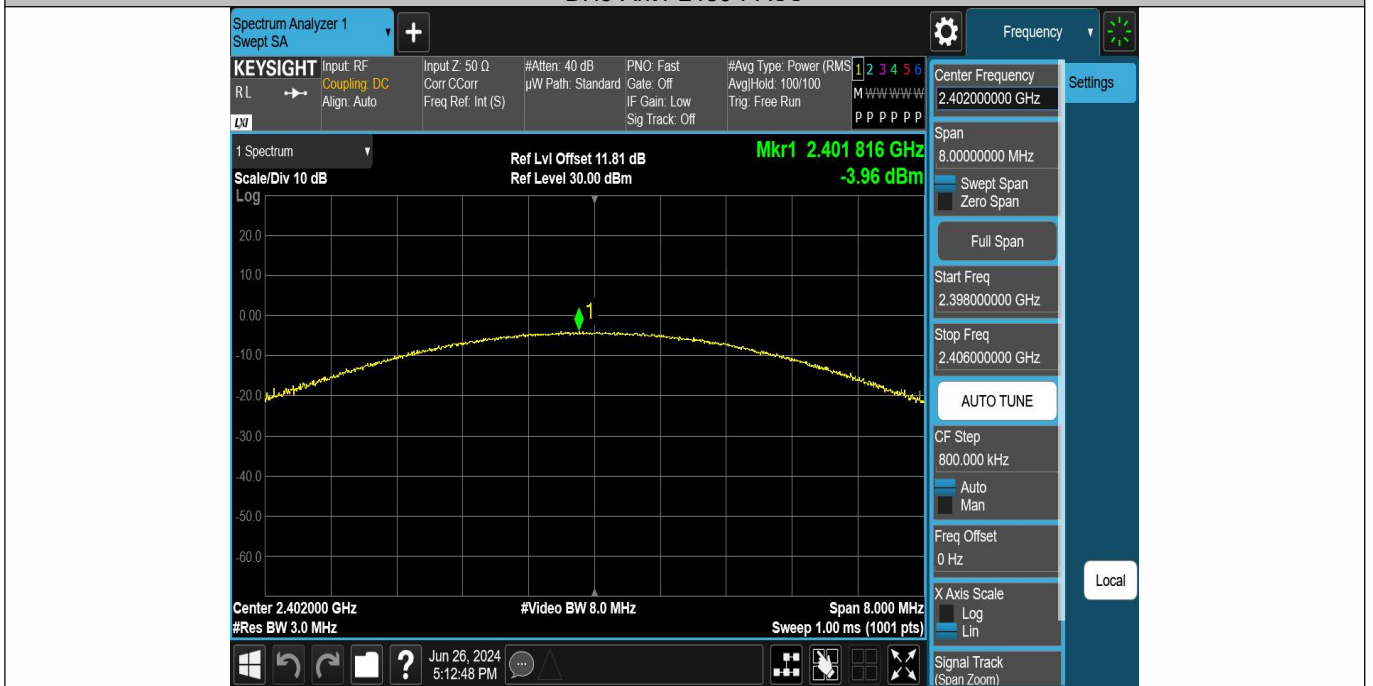 Spectrum Analyzer 1
Swept SA
Frequency
KEYSIGHT
RL
LXI
Input: RF
Coupling: DC
Align: Auto
Input Z: 50 Ω
Corr CCorr
Freq Ref: Int (S)
#Atten: 40 dB
µW Path: Standard
PNO: Fast
Gate: Off
IF Gain: Low
Sig Track: Off
#Avg Type: Power (RMS
Avg|Hold: 100/100
Trig: Free Run
1 2 3 4 5 6
M W W W W W
P P P P P P
1 Spectrum
Scale/Div 10 dB
Log
Ref Lvl Offset 11.81 dB
Ref Level 30.00 dBm
Mkr1 2.401 816 GHz
-3.96 dBm
20.0
10.0
0.00
-10.0
-20.0
-30.0
-40.0
-50.0
-60.0
1
Center 2.402000 GHz
#Res BW 3.0 MHz
#Video BW 8.0 MHz
Span 8.000 MHz
Sweep 1.00 ms (1001 pts)
Jun 26, 2024
5:12:48 PM
Center Frequency
2.402000000 GHz
Settings
Span
8.00000000 MHz
Swept Span
Zero Span
Full Span
Start Freq
2.398000000 GHz
Stop Freq
2.406000000 GHz
AUTO TUNE
CF Step
800.000 kHz
Auto
Man
Freq Offset
0 Hz
Local
X Axis Scale
Log
Lin
Signal Track
(Span Zoom)